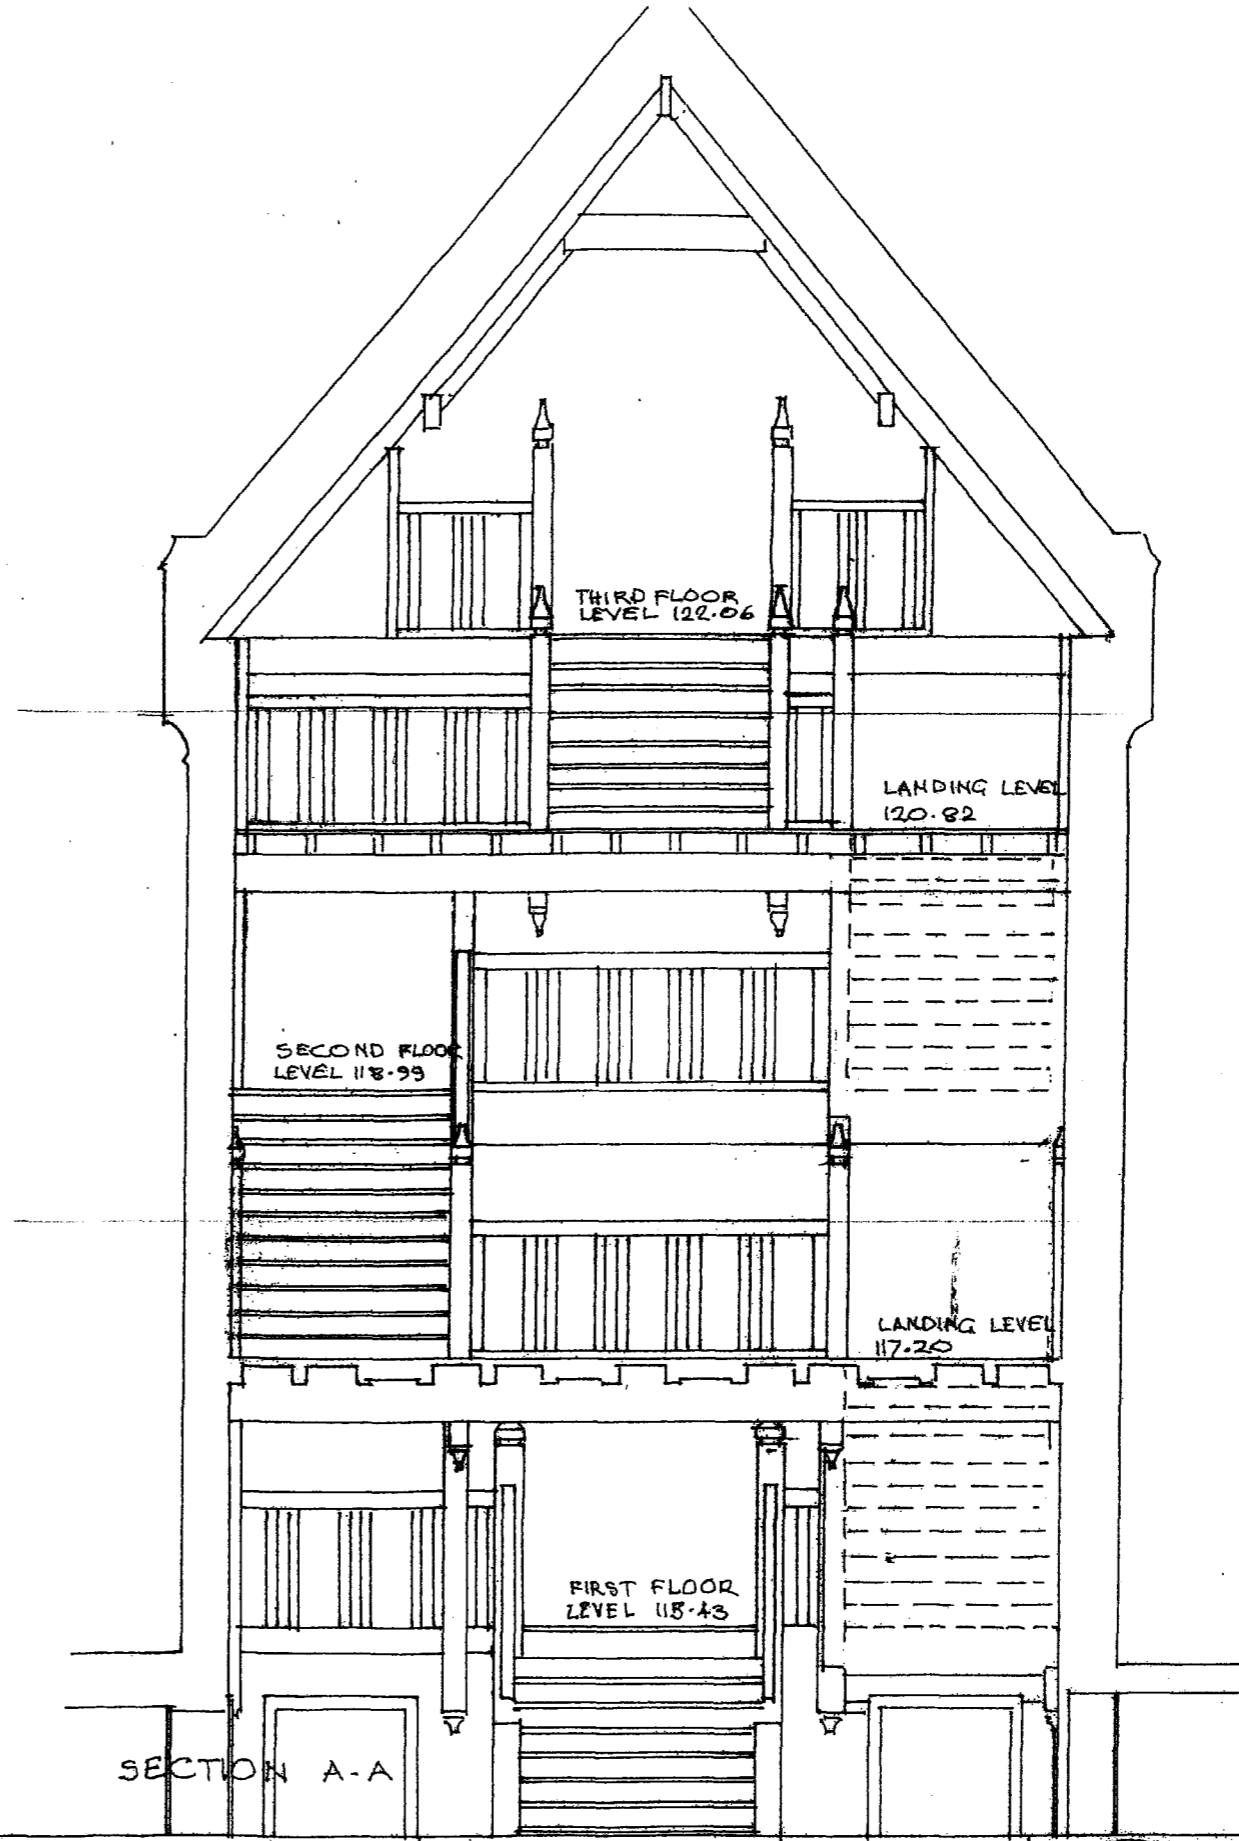 THIRD FLOOR
LEVEL 122.06
LANDING LEVEL
120.82
SECOND FLOOR
LEVEL 118.99
LANDING LEVEL
117.20
FIRST FLOOR
LEVEL 115.43
SECTION A-A